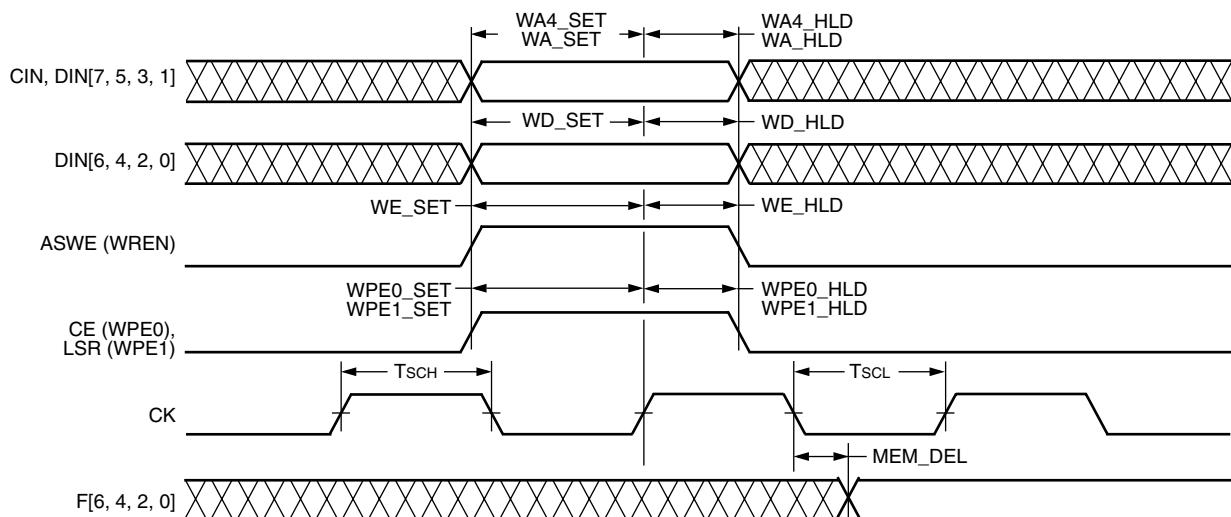 WA4_SET
WA_SET
WA4_HLD
WA_HLD
CIN, DIN[7, 5, 3, 1]
WD_SET
WD_HLD
DIN[6, 4, 2, 0]
WE_SET
WE_HLD
ASWE (WREN)
WPE0_SET
WPE1_SET
WPE0_HLD
WPE1_HLD
CE (WPE0),
LSR (WPE1)
TSCH
TSCL
CK
MEM_DEL
F[6, 4, 2, 0]